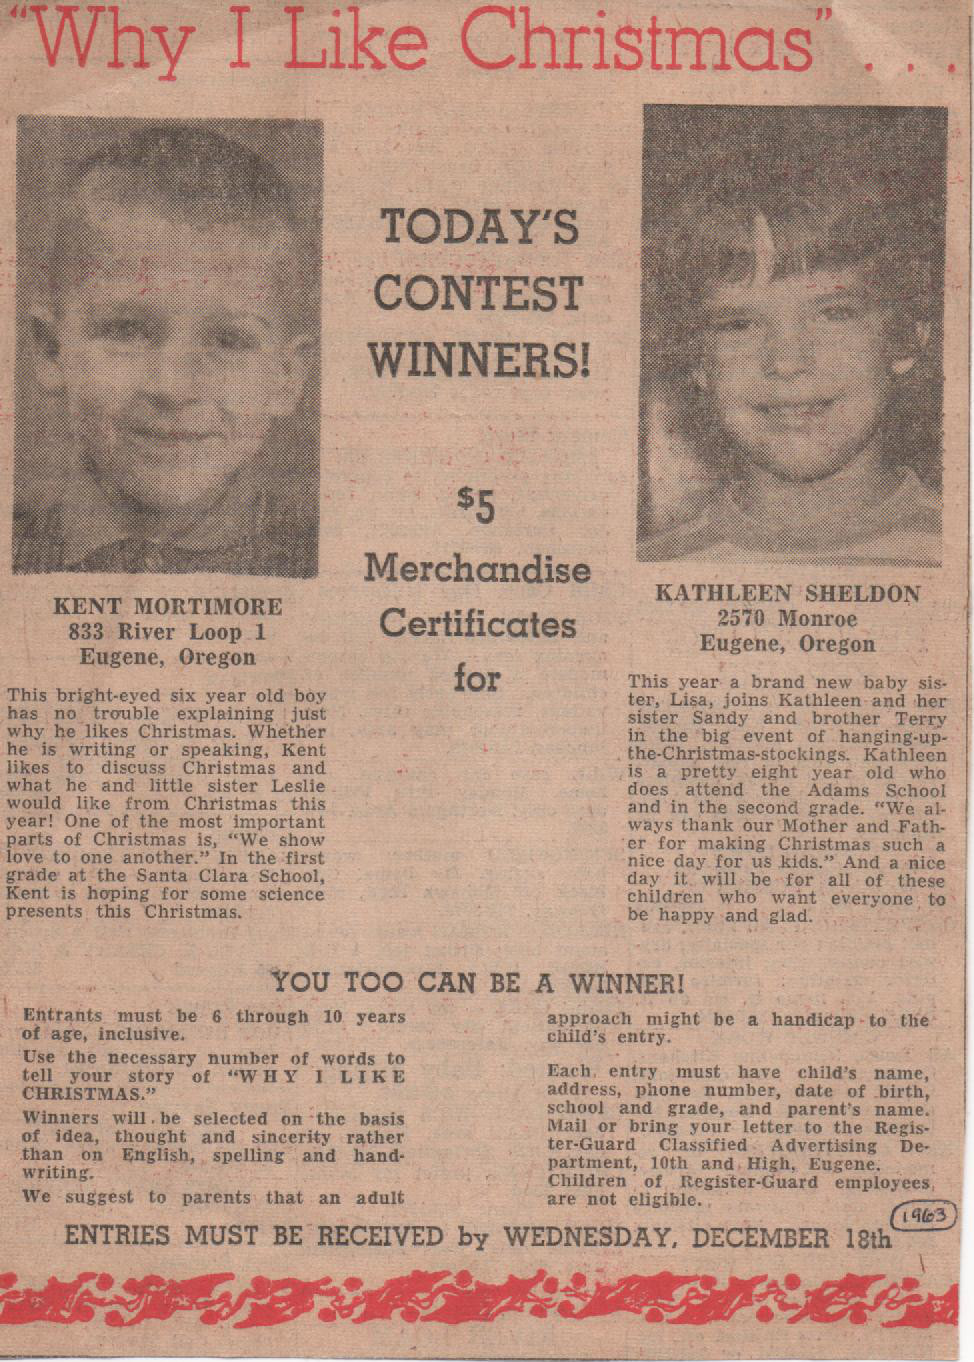 "Why I Like Christmas" . . .
TODAY'S
CONTEST
WINNERS!
$5
Merchandise
Certificates
for
KENT MORTIMORE
833 River Loop 1
Eugene, Oregon
This bright-eyed six year old boy
has no trouble explaining just
why he likes Christmas. Whether
he is writing or speaking, Kent
likes to discuss Christmas and
what he and little sister Leslie
would like from Christmas this
year! One of the most important
parts of Christmas is, "We show
love to one another." In the first
grade at the Santa Clara School,
Kent is hoping for some science
presents this Christmas.
KATHLEEN SHELDON
2570 Monroe
Eugene, Oregon
This year a brand new baby sis-
ter, Lisa, joins Kathleen and her
sister Sandy and brother Terry
in the big event of hanging-up-
the-Christmas-stockings. Kathleen
is a pretty eight year old who
does attend the Adams School
and in the second grade. "We al-
ways thank our Mother and Fath-
er for making Christmas such a
nice day for us kids." And a nice
day it will be for all of these
children who want everyone to
be happy and glad.
YOU TOO CAN BE A WINNER!
Entrants must be 6 through 10 years
of age, inclusive.
Use the necessary number of words to
tell your story of "WHY I LIKE
CHRISTMAS."
Winners will be selected on the basis
of idea, thought and sincerity rather
than on English, spelling and hand-
writing.
We suggest to parents that an adult
approach might be a handicap to the
child's entry.
Each entry must have child's name,
address, phone number, date of birth,
school and grade, and parent's name.
Mail or bring your letter to the Regis-
ter-Guard Classified Advertising De-
partment, 10th and High, Eugene.
Children of Register-Guard employees
are not eligible.
1963
ENTRIES MUST BE RECEIVED by WEDNESDAY, DECEMBER 18th